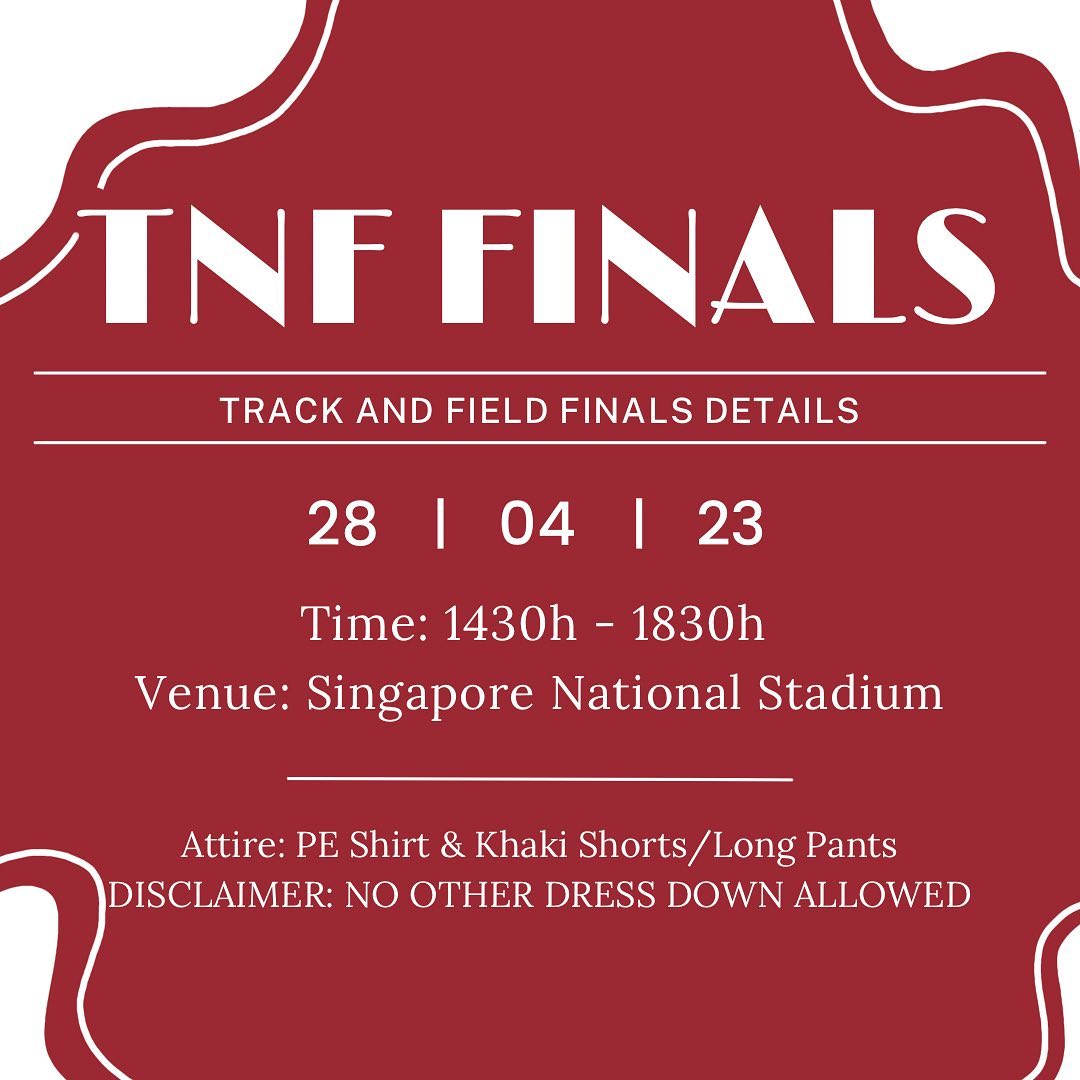 TNF FINALS
TRACK AND FIELD FINALS DETAILS
28 | 04 | 23
Time: 1430h - 1830h
Venue: Singapore National Stadium
Attire: PE Shirt & Khaki Shorts/Long Pants
DISCLAIMER: NO OTHER DRESS DOWN ALLOWED